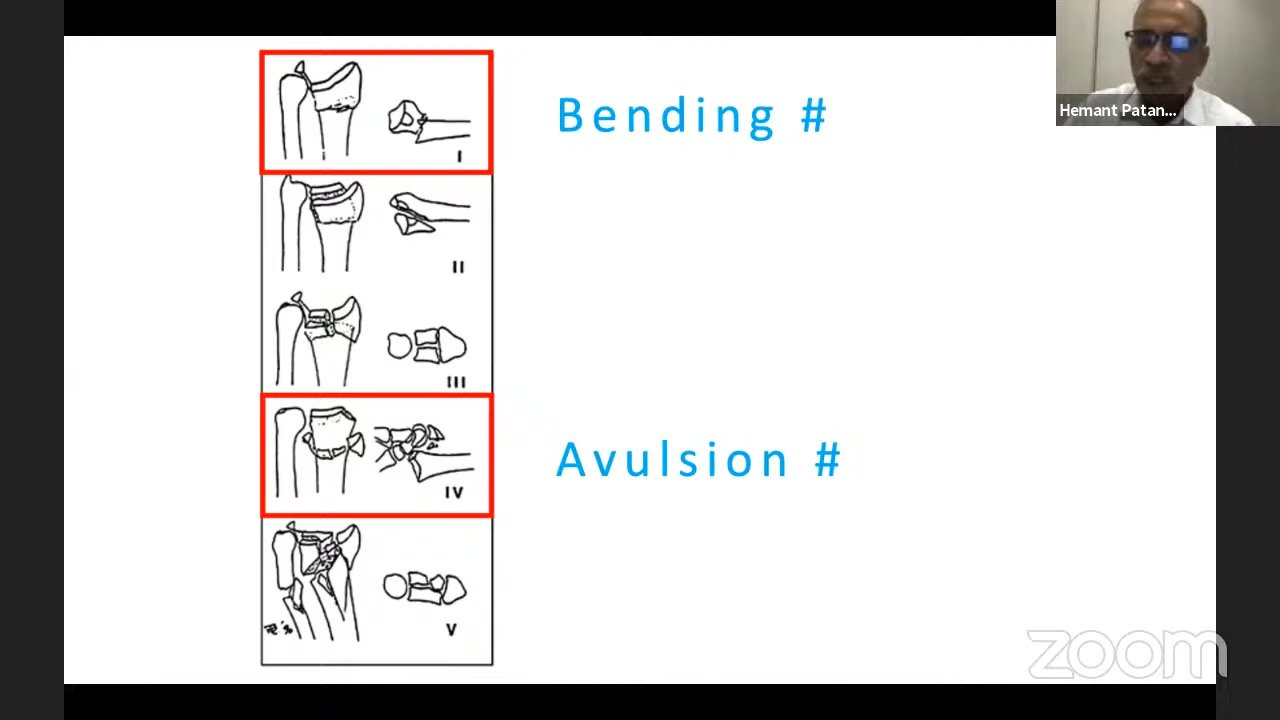 Hemant Patan...
Bending #
I
II
III
Avulsion #
IV
V
zoom